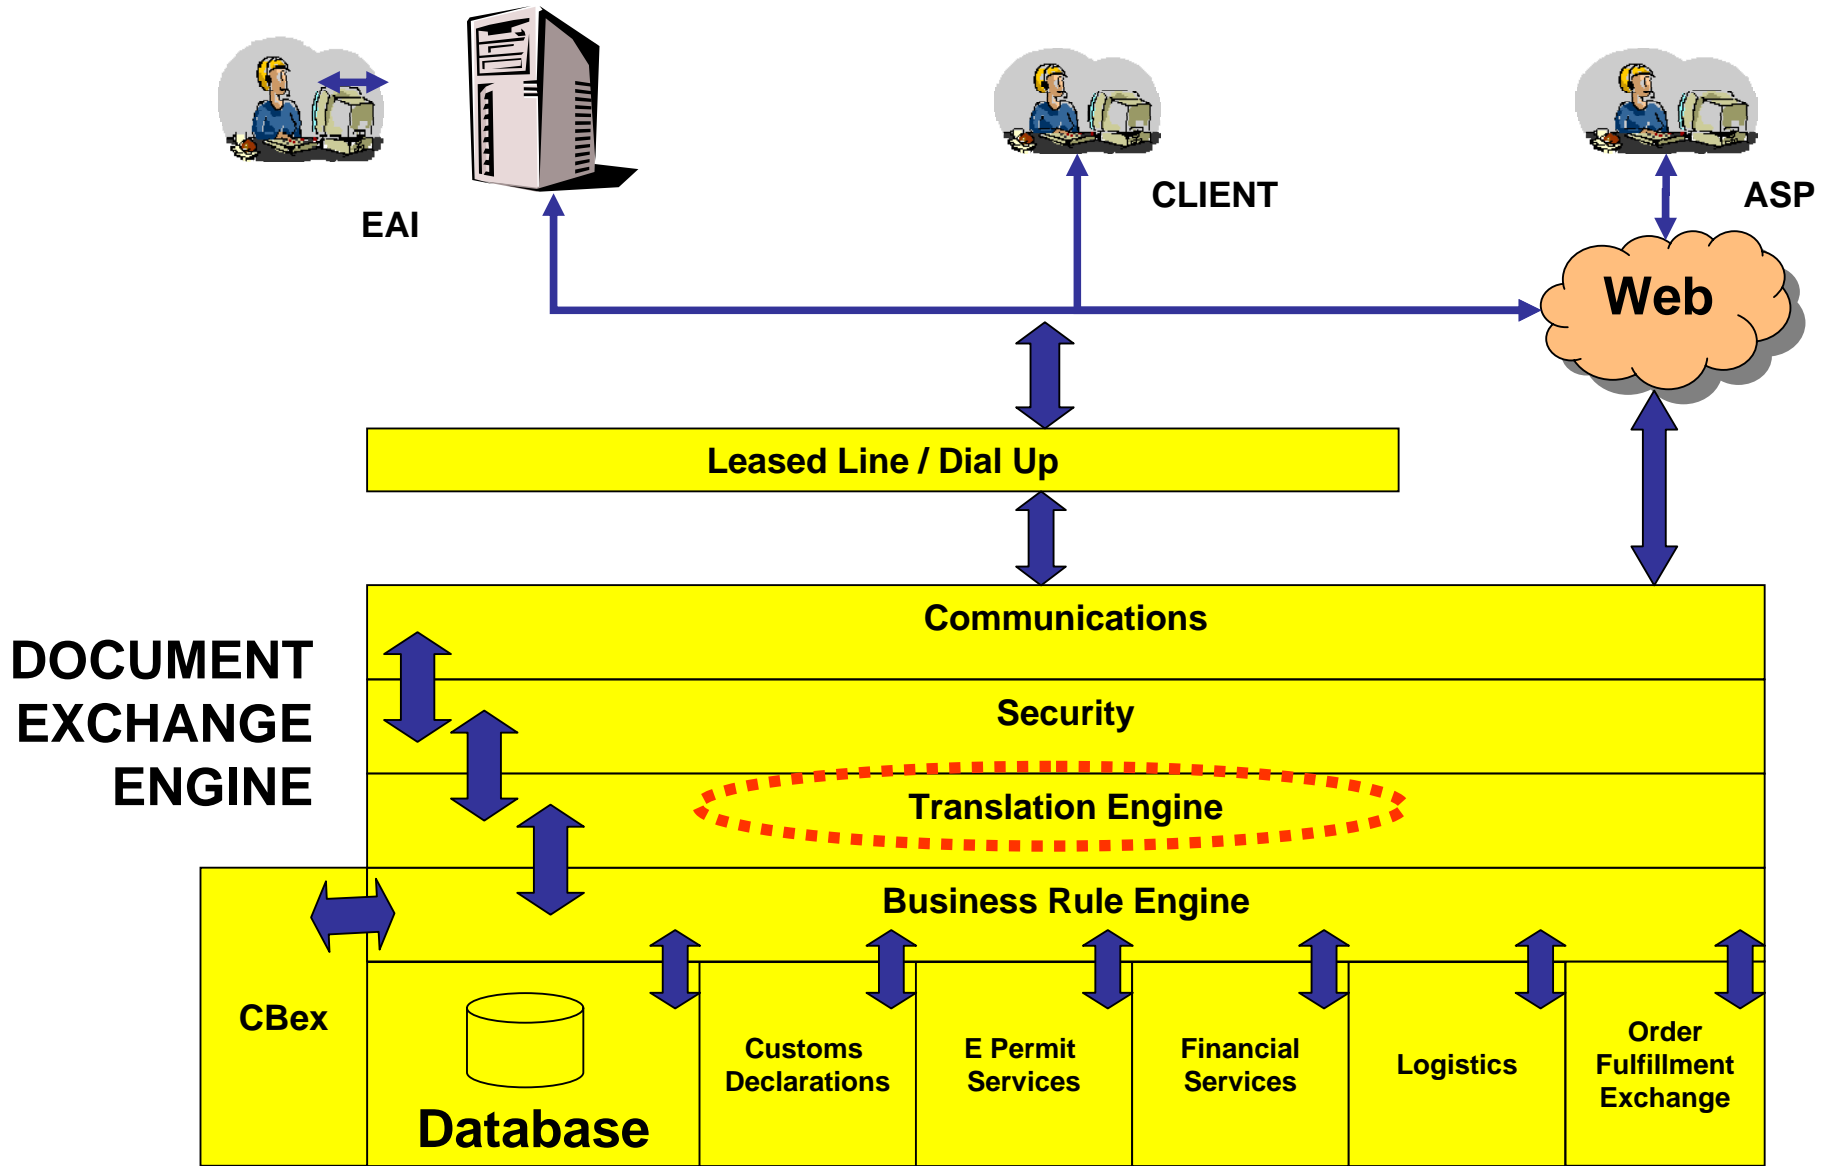 EAI
CLIENT
ASP
Web
Leased Line / Dial Up
DOCUMENT
EXCHANGE
ENGINE
Communications
Security
Translation Engine
Business Rule Engine
CBex
Database
Customs
Declarations
E Permit
Services
Financial
Services
Logistics
Order
Fulfillment
Exchange